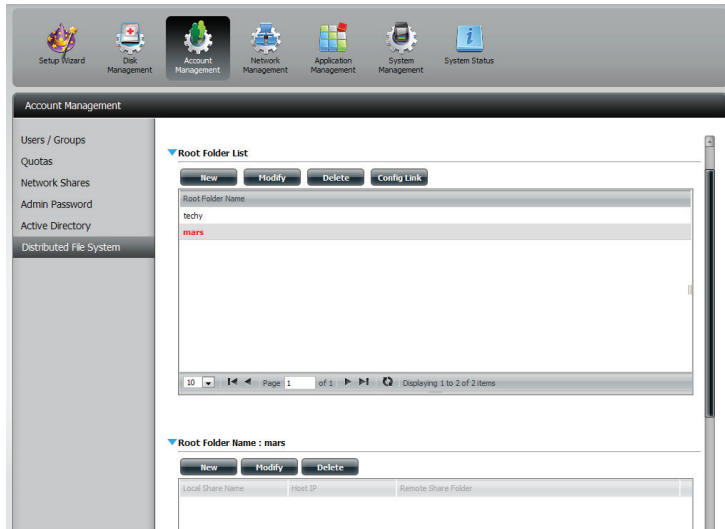 Setup Wizard
Disk Management
Account Management
Network Management
Application Management
System Management
System Status
Account Management
Users / Groups
Quotas
Network Shares
Admin Password
Active Directory
Distributed File System
Root Folder List
New Modify Delete Config Link
Root Folder Name
techy
mars
10 Page 1 of 1 Displaying 1 to 2 of 2 items
Root Folder Name : mars
New Modify Delete
Local Share Name Host IP Remote Share Folder